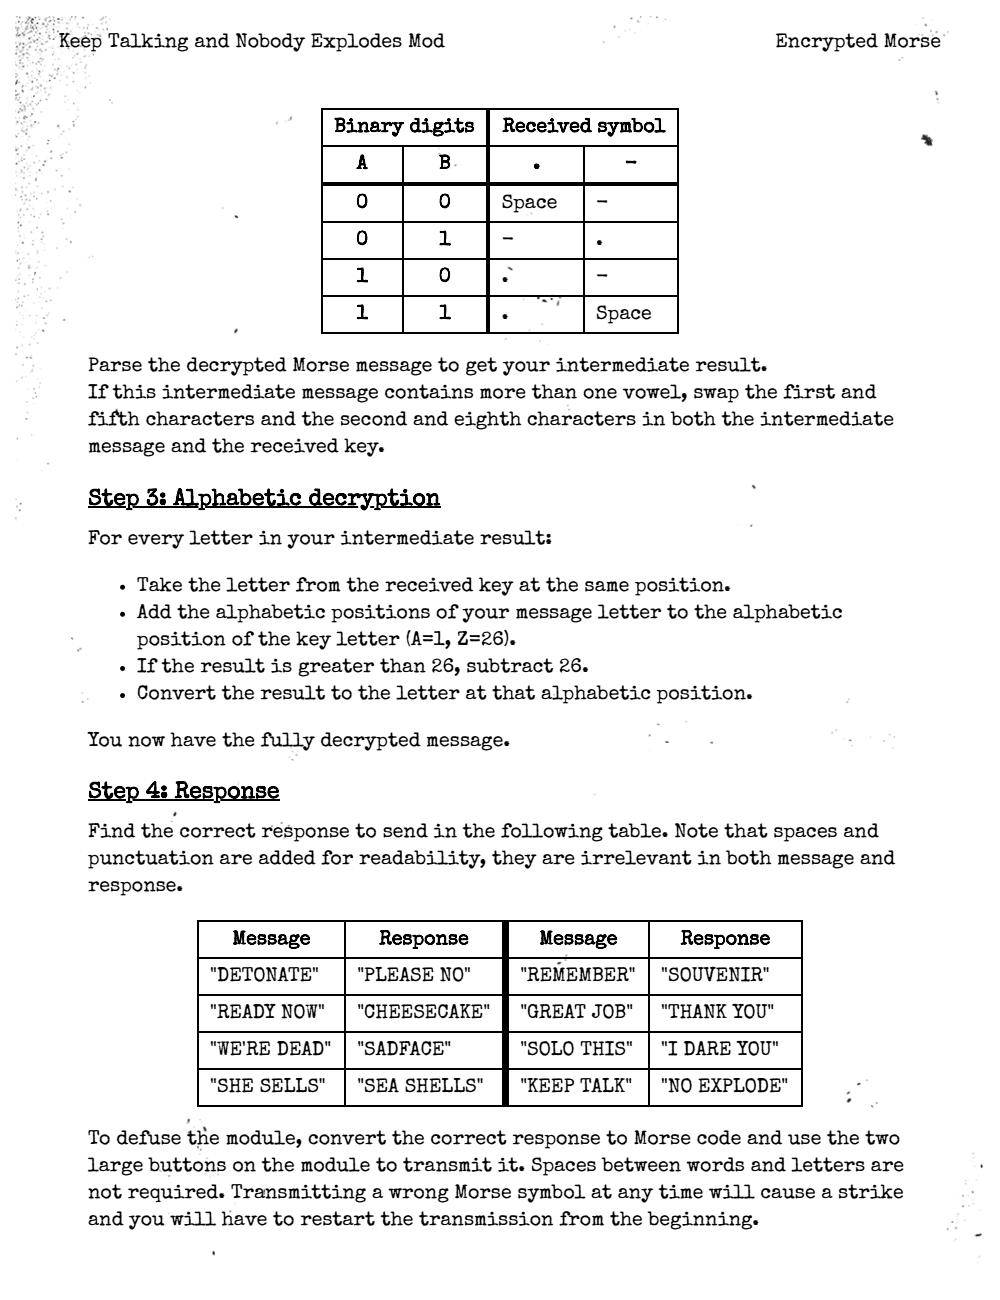 Keep Talking and Nobody Explodes Mod Encrypted Morse
Binary digits Received symbol
A B . -
0 0 Space -
0 1 - .
1 0 . -
1 1 . Space
Parse the decrypted Morse message to get your intermediate result.
If this intermediate message contains more than one vowel, swap the first and
fifth characters and the second and eighth characters in both the intermediate
message and the received key.
Step 3: Alphabetic decryption
For every letter in your intermediate result:
• Take the letter from the received key at the same position.
• Add the alphabetic positions of your message letter to the alphabetic
position of the key letter (A=1, Z=26).
• If the result is greater than 26, subtract 26.
• Convert the result to the letter at that alphabetic position.
You now have the fully decrypted message.
Step 4: Response
Find the correct response to send in the following table. Note that spaces and
punctuation are added for readability, they are irrelevant in both message and
response.
Message Response Message Response
"DETONATE" "PLEASE NO" "REMEMBER" "SOUVENIR"
"READY NOW" "CHEESECAKE" "GREAT JOB" "THANK YOU"
"WE'RE DEAD" "SADFACE" "SOLO THIS" "I DARE YOU"
"SHE SELLS" "SEA SHELLS" "KEEP TALK" "NO EXPLODE"
To defuse the module, convert the correct response to Morse code and use the two
large buttons on the module to transmit it. Spaces between words and letters are
not required. Transmitting a wrong Morse symbol at any time will cause a strike
and you will have to restart the transmission from the beginning.